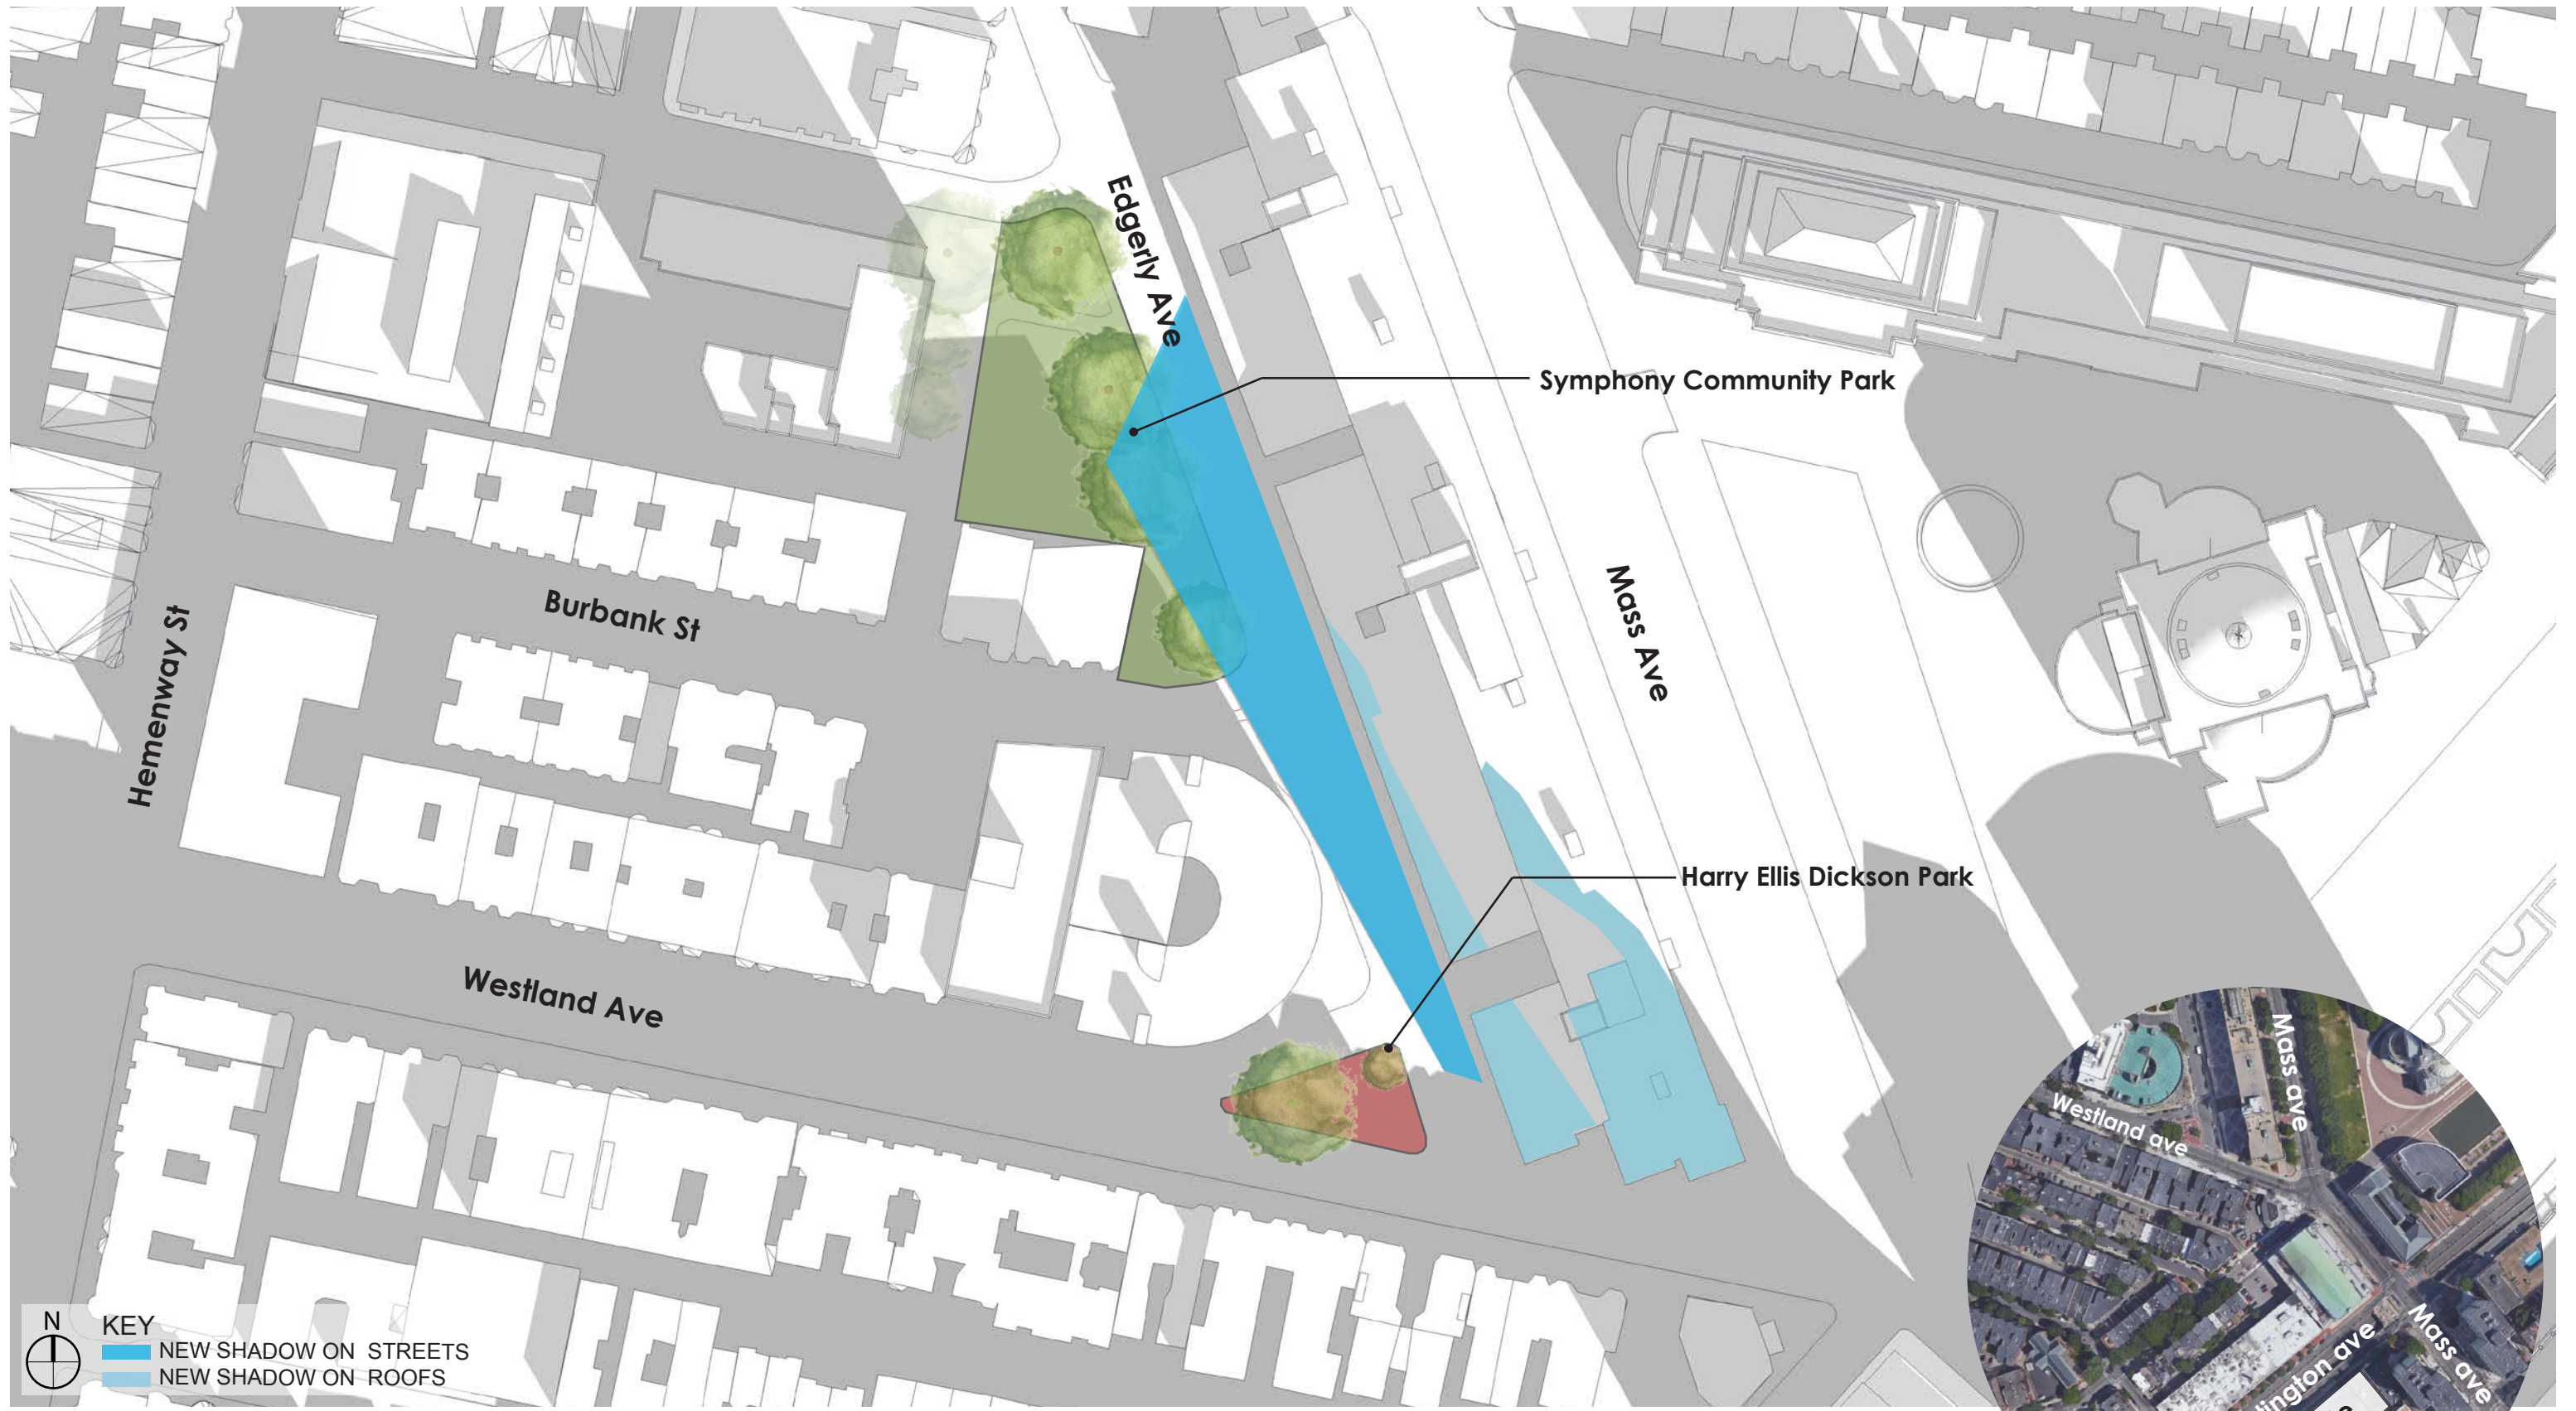 Edgerly Ave
Symphony Community Park
Mass Ave
Burbank St
Hemenway St
Harry Ellis Dickson Park
Westland Ave
Mass ave
Westland ave
Mass ave
tington ave
N
KEY
NEW SHADOW ON STREETS
NEW SHADOW ON ROOFS